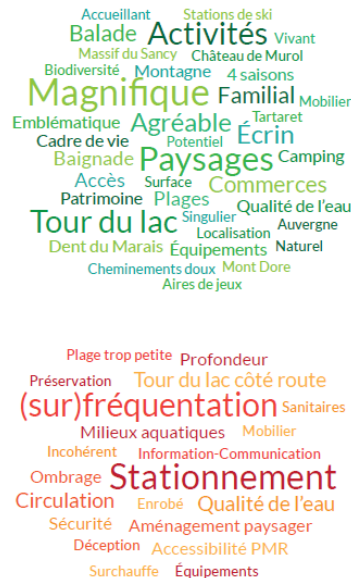 Accueillant Stations de ski
Balade Activités Vivant
Massif du Sancy Château de Murol
Biodiversité Montagne 4 saisons
Magnifique Familial Mobilier
Emblématique Agréable Tartaret
Cadre de vie Potentiel Écrin
Baignade Paysages Camping
Accès Surface Commerces
Patrimoine Plages Qualité de l'eau
Tour du lac Singulier Auvergne
Localisation
Dent du Marais Équipements Naturel
Cheminements doux Mont Dore
Aires de jeux
Plage trop petite Profondeur
Préservation Tour du lac côté route
(sur)fréquentation Sanitaires
Milieux aquatiques Mobilier
Incohérent Information-Communication
Ombrage Stationnement
Circulation Enrobé Qualité de l'eau
Sécurité Aménagement paysager
Déception Accessibilité PMR
Surchauffe Équipements